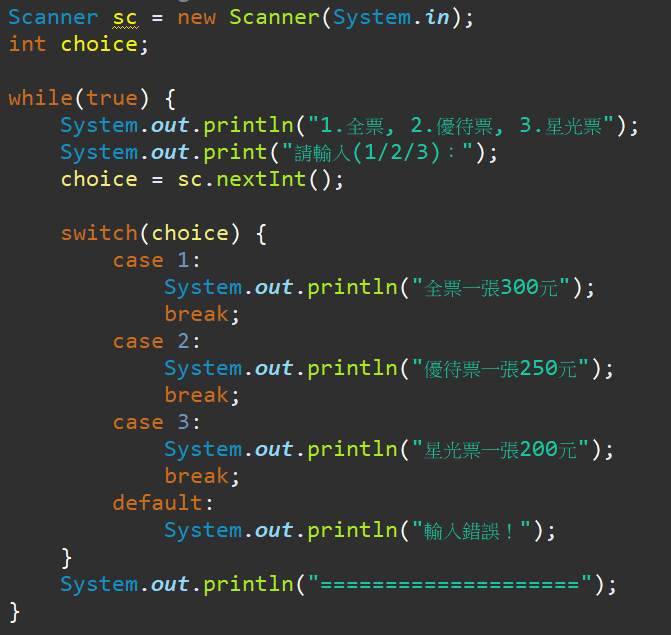 Scanner sc = new Scanner(System.in);
int choice;
while(true) {
System.out.println("1.全票, 2.優待票, 3.星光票");
System.out.print("請輸入(1/2/3)：");
choice = sc.nextInt();
switch(choice) {
case 1:
System.out.println("全票一張300元");
break;
case 2:
System.out.println("優待票一張250元");
break;
case 3:
System.out.println("星光票一張200元");
break;
default:
System.out.println("輸入錯誤！");
}
System.out.println("====================");
}